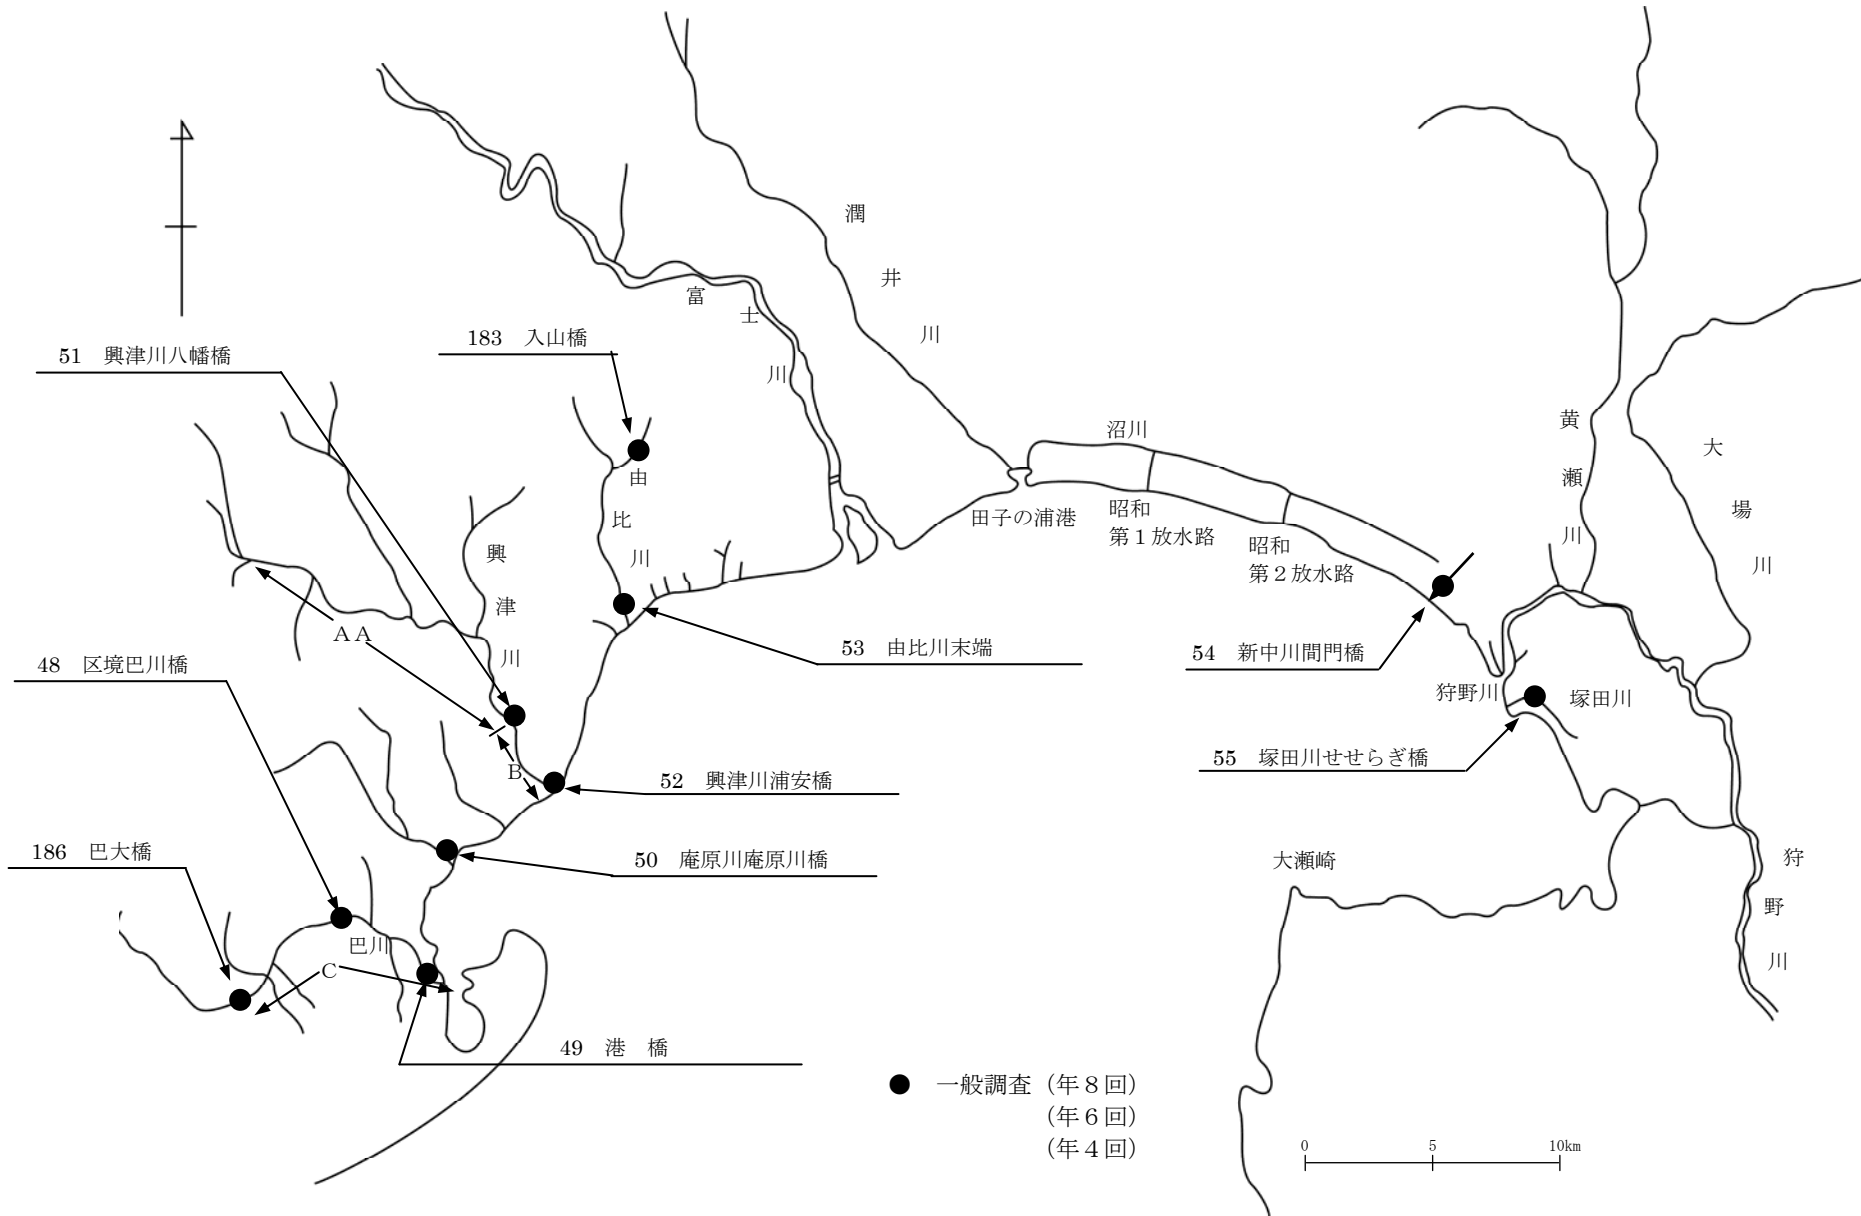 潤井川
富士川
183　入山橋
51　興津川八幡橋
黄瀬川
沼川
大場川
由比川
田子の浦港
昭和
第１放水路
昭和
第２放水路
興津川
ＡＡ
53　由比川末端
54　新中川間門橋
48　区境巴川橋
狩野川
塚田川
55　塚田川せせらぎ橋
Ｂ
52　興津川浦安橋
186　巴大橋
50　庵原川庵原川橋
大瀬崎
狩野川
巴川
Ｃ
49　港　橋
一般調査（年８回）
（年６回）
（年４回）
0 5 10km